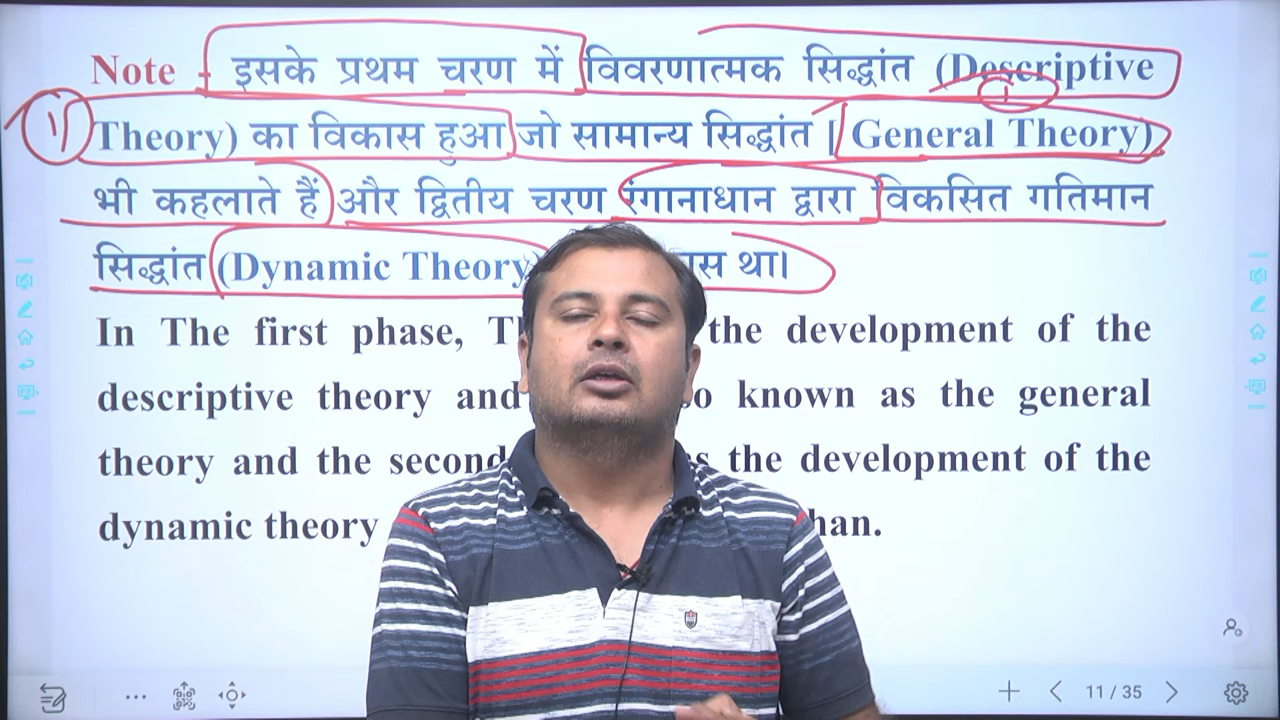 Note - इसके प्रथम चरण में विवरणात्मक सिद्धांत (Descriptive
1) Theory) का विकास हुआ जो सामान्य सिद्धांत [ General Theory)
भी कहलाते हैं और द्वितीय चरण रंगानाधान द्वारा विकसित गतिमान
सिद्धांत (Dynamic Theory) था।
In The first phase, the development of the
descriptive theory and known as the general
theory and the second the development of the
dynamic theory
11 / 35